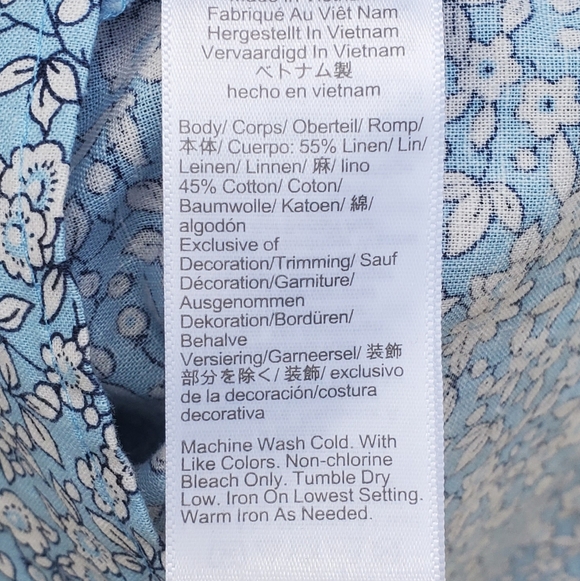 Made In Vietnam
Fabriqué Au Viêt Nam
Hergestellt In Vietnam
Vervaardigd In Vietnam
ベトナム製
hecho en vietnam
Body/ Corps/ Oberteil/ Romp/
本体/ Cuerpo: 55% Linen/ Lin/
Leinen/ Linnen/ 麻/ lino
45% Cotton/ Coton/
Baumwolle/ Katoen/ 綿/
algodón
Exclusive of
Decoration/Trimming/ Sauf
Décoration/Garniture/
Ausgenommen
Dekoration/Bordüren/
Behalve
Versiering/Garneersel/ 装飾
部分を除く/ 装飾/ exclusivo
de la decoración/costura
decorativa
Machine Wash Cold. With
Like Colors. Non-chlorine
Bleach Only. Tumble Dry
Low. Iron On Lowest Setting.
Warm Iron As Needed.